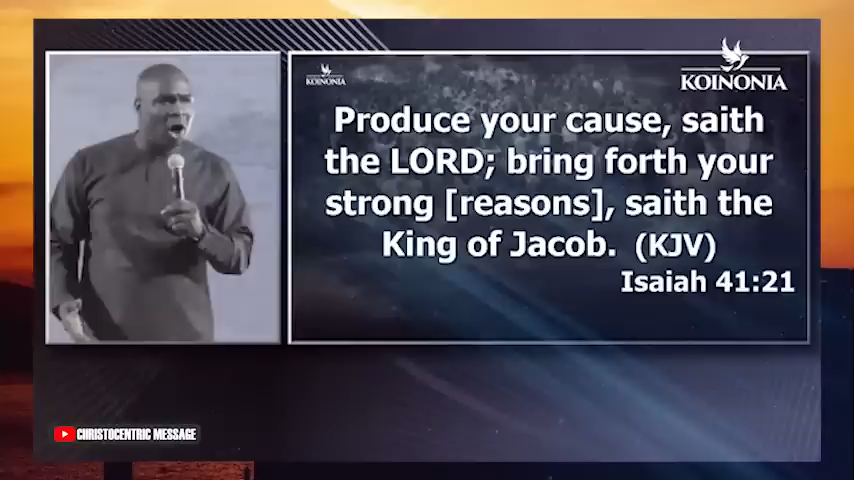 KOINONIA
KOINONIA
Produce your cause, saith
the LORD; bring forth your
strong [reasons], saith the
King of Jacob. (KJV)
Isaiah 41:21
CHRISTOCENTRIC MESSAGE